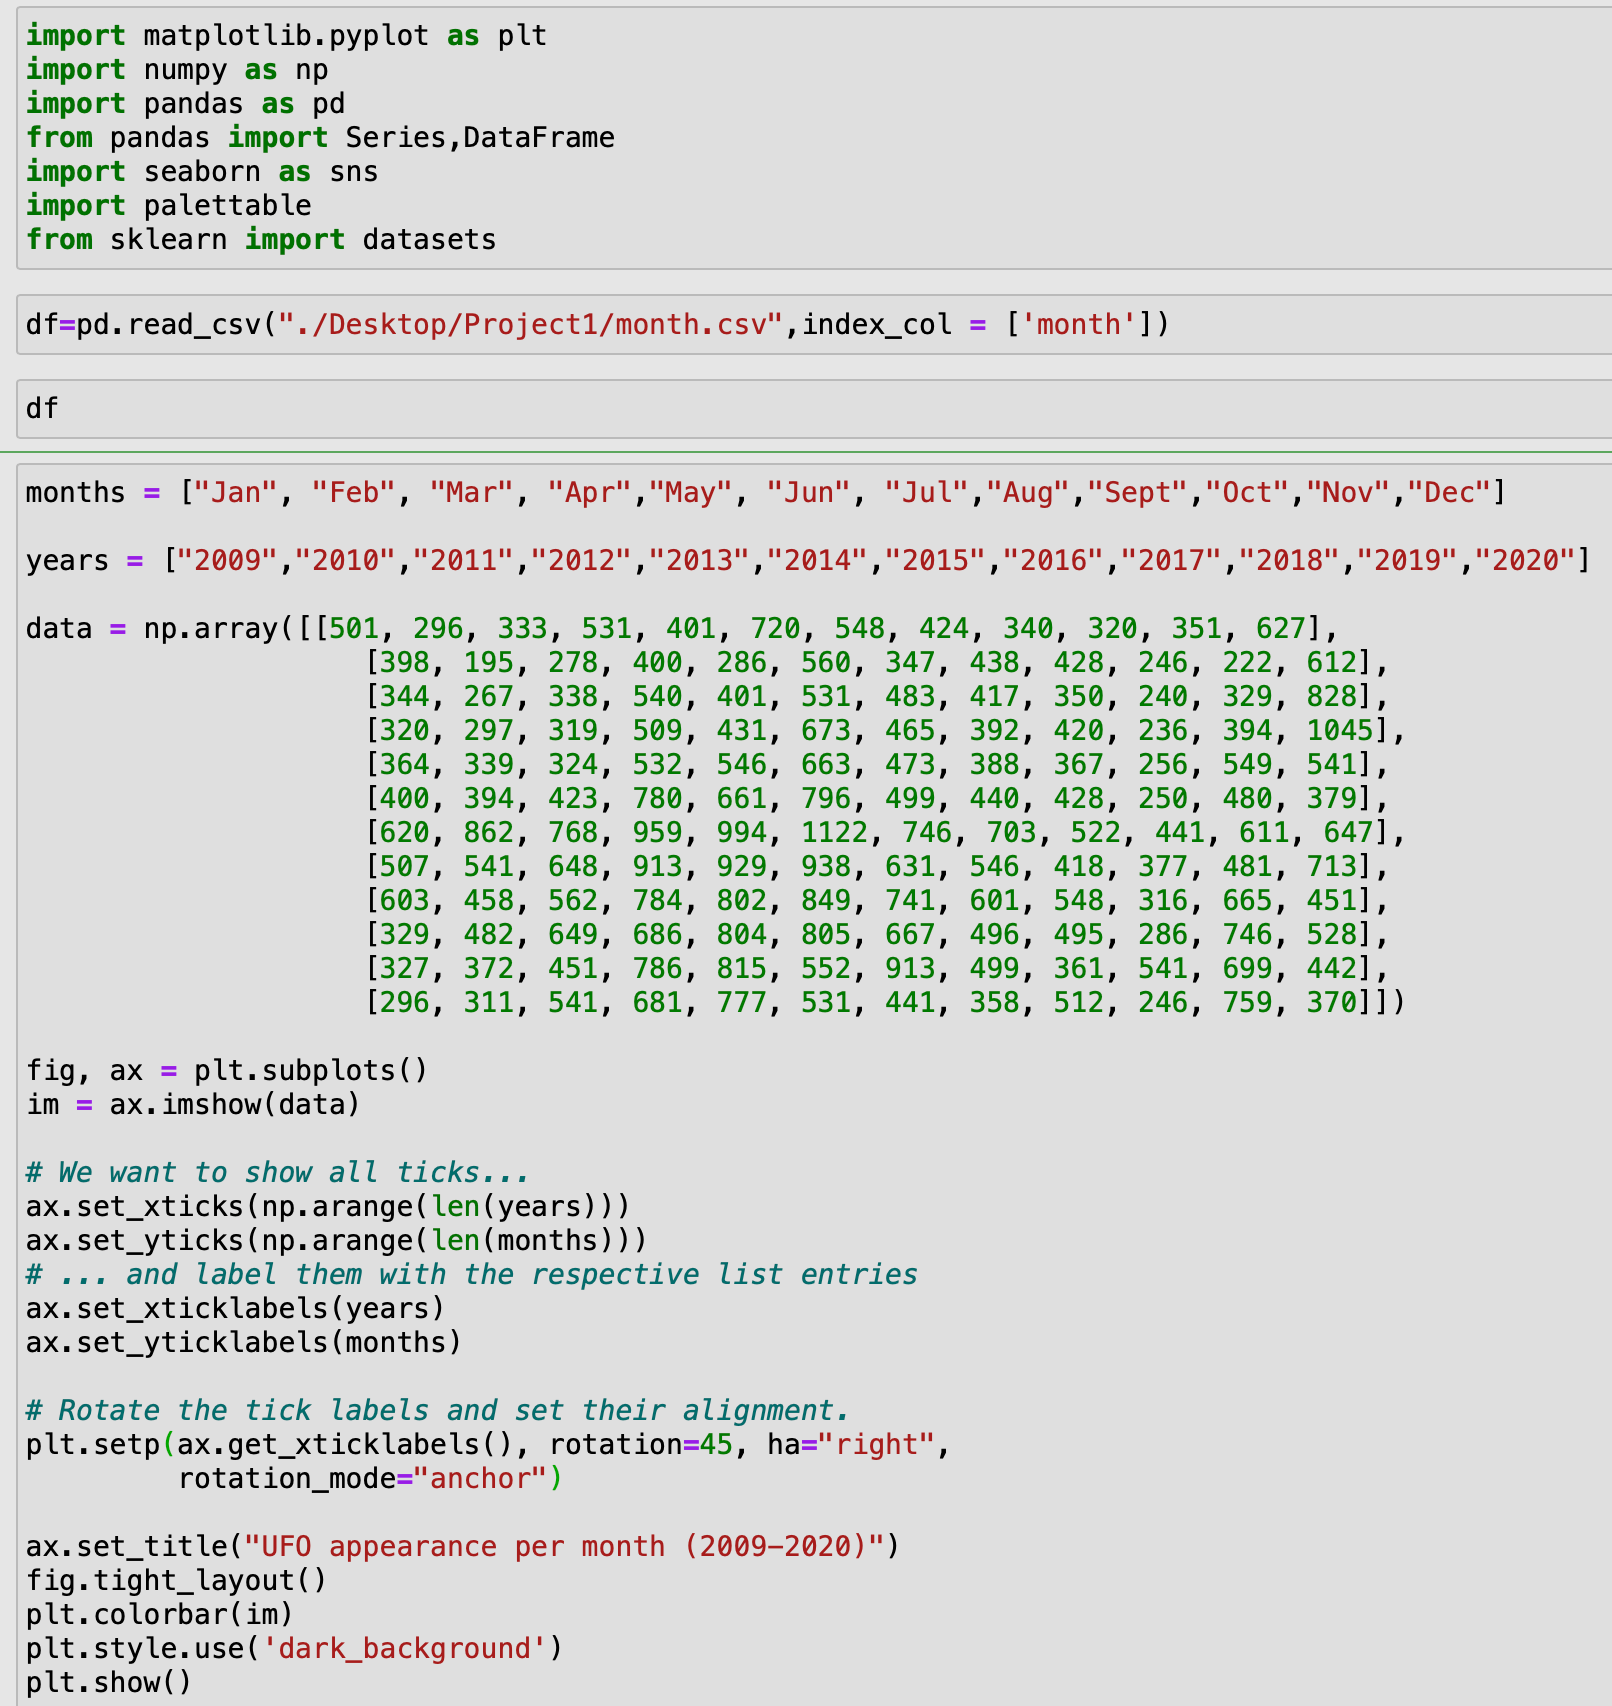 import matplotlib.pyplot as plt
import numpy as np
import pandas as pd
from pandas import Series,DataFrame
import seaborn as sns
import palettable
from sklearn import datasets
df=pd.read_csv("./Desktop/Project1/month.csv",index_col = ['month'])
df
months = ["Jan", "Feb", "Mar", "Apr","May", "Jun", "Jul","Aug","Sept","Oct","Nov","Dec"]
years = ["2009","2010","2011","2012","2013","2014","2015","2016","2017","2018","2019","2020"]
data = np.array([[501, 296, 333, 531, 401, 720, 548, 424, 340, 320, 351, 627],
[398, 195, 278, 400, 286, 560, 347, 438, 428, 246, 222, 612],
[344, 267, 338, 540, 401, 531, 483, 417, 350, 240, 329, 828],
[320, 297, 319, 509, 431, 673, 465, 392, 420, 236, 394, 1045],
[364, 339, 324, 532, 546, 663, 473, 388, 367, 256, 549, 541],
[400, 394, 423, 780, 661, 796, 499, 440, 428, 250, 480, 379],
[620, 862, 768, 959, 994, 1122, 746, 703, 522, 441, 611, 647],
[507, 541, 648, 913, 929, 938, 631, 546, 418, 377, 481, 713],
[603, 458, 562, 784, 802, 849, 741, 601, 548, 316, 665, 451],
[329, 482, 649, 686, 804, 805, 667, 496, 495, 286, 746, 528],
[327, 372, 451, 786, 815, 552, 913, 499, 361, 541, 699, 442],
[296, 311, 541, 681, 777, 531, 441, 358, 512, 246, 759, 370]])
fig, ax = plt.subplots()
im = ax.imshow(data)
# We want to show all ticks...
ax.set_xticks(np.arange(len(years)))
ax.set_yticks(np.arange(len(months)))
# ... and label them with the respective list entries
ax.set_xticklabels(years)
ax.set_yticklabels(months)
# Rotate the tick labels and set their alignment.
plt.setp(ax.get_xticklabels(), rotation=45, ha="right",
rotation_mode="anchor")
ax.set_title("UFO appearance per month (2009—2020)")
fig.tight_layout()
plt.colorbar(im)
plt.style.use('dark_background')
plt.show()